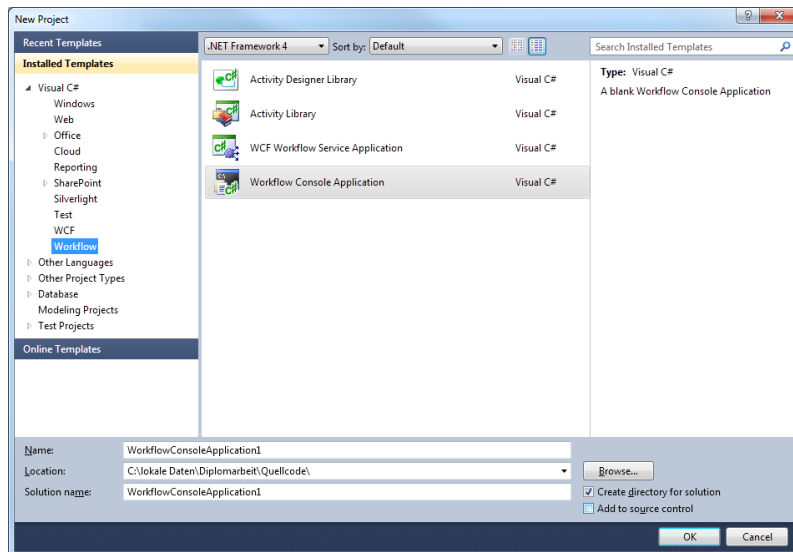 New Project
Recent Templates
Installed Templates
Visual C#
Windows
Web
Office
Cloud
Reporting
SharePoint
Silverlight
Test
WCF
Workflow
Other Languages
Other Project Types
Database
Modeling Projects
Test Projects
Online Templates
.NET Framework 4 Sort by: Default
Activity Designer Library Visual C#
Activity Library Visual C#
WCF Workflow Service Application Visual C#
Workflow Console Application Visual C#
Search Installed Templates
Type: Visual C#
A blank Workflow Console Application
Name: WorkflowConsoleApplication1
Location: C:\lokale Daten\Diplomarbeit\Quellcode\ Browse...
Solution name: WorkflowConsoleApplication1
Create directory for solution
Add to source control
OK Cancel